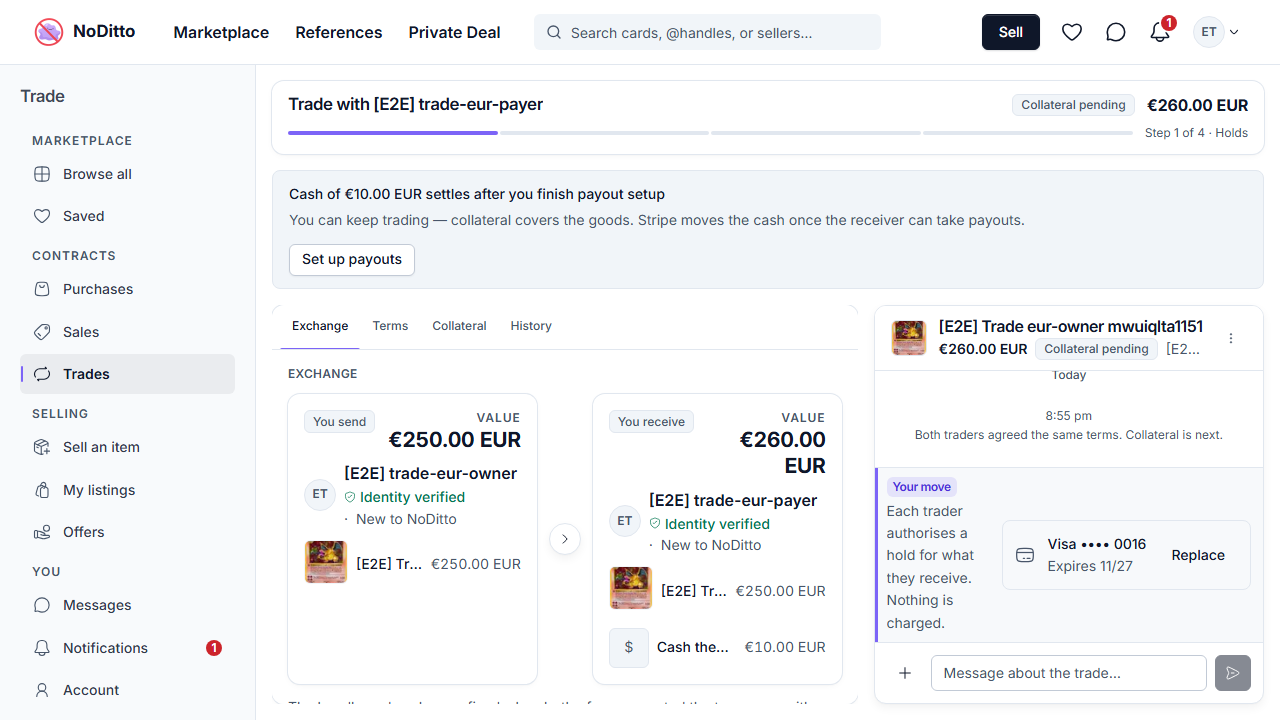 NoDitto
Marketplace
References
Private Deal
Search cards, @handles, or sellers...
Sell
1
ET
Trade
MARKETPLACE
Browse all
Saved
CONTRACTS
Purchases
Sales
Trades
SELLING
Sell an item
My listings
Offers
YOU
Messages
Notifications
1
Account
Trade with [E2E] trade-eur-payer
Collateral pending
€260.00 EUR
Step 1 of 4 · Holds
Cash of €10.00 EUR settles after you finish payout setup
You can keep trading — collateral covers the goods. Stripe moves the cash once the receiver can take payouts.
Set up payouts
Exchange
Terms
Collateral
History
EXCHANGE
You send
VALUE
€250.00 EUR
ET
[E2E] trade-eur-owner
Identity verified
· New to NoDitto
[E2E] Tr...
€250.00 EUR
You receive
VALUE
€260.00
EUR
ET
[E2E] trade-eur-payer
Identity verified
· New to NoDitto
[E2E] Tr...
€250.00 EUR
$
Cash the...
€10.00 EUR
[E2E] Trade eur-owner mwuiqlta1151
€260.00 EUR
Collateral pending
[E2...
Today
8:55 pm
Both traders agreed the same terms. Collateral is next.
Your move
Each trader
authorises a
hold for what
they receive.
Nothing is
charged.
Visa •••• 0016
Expires 11/27
Replace
Message about the trade...